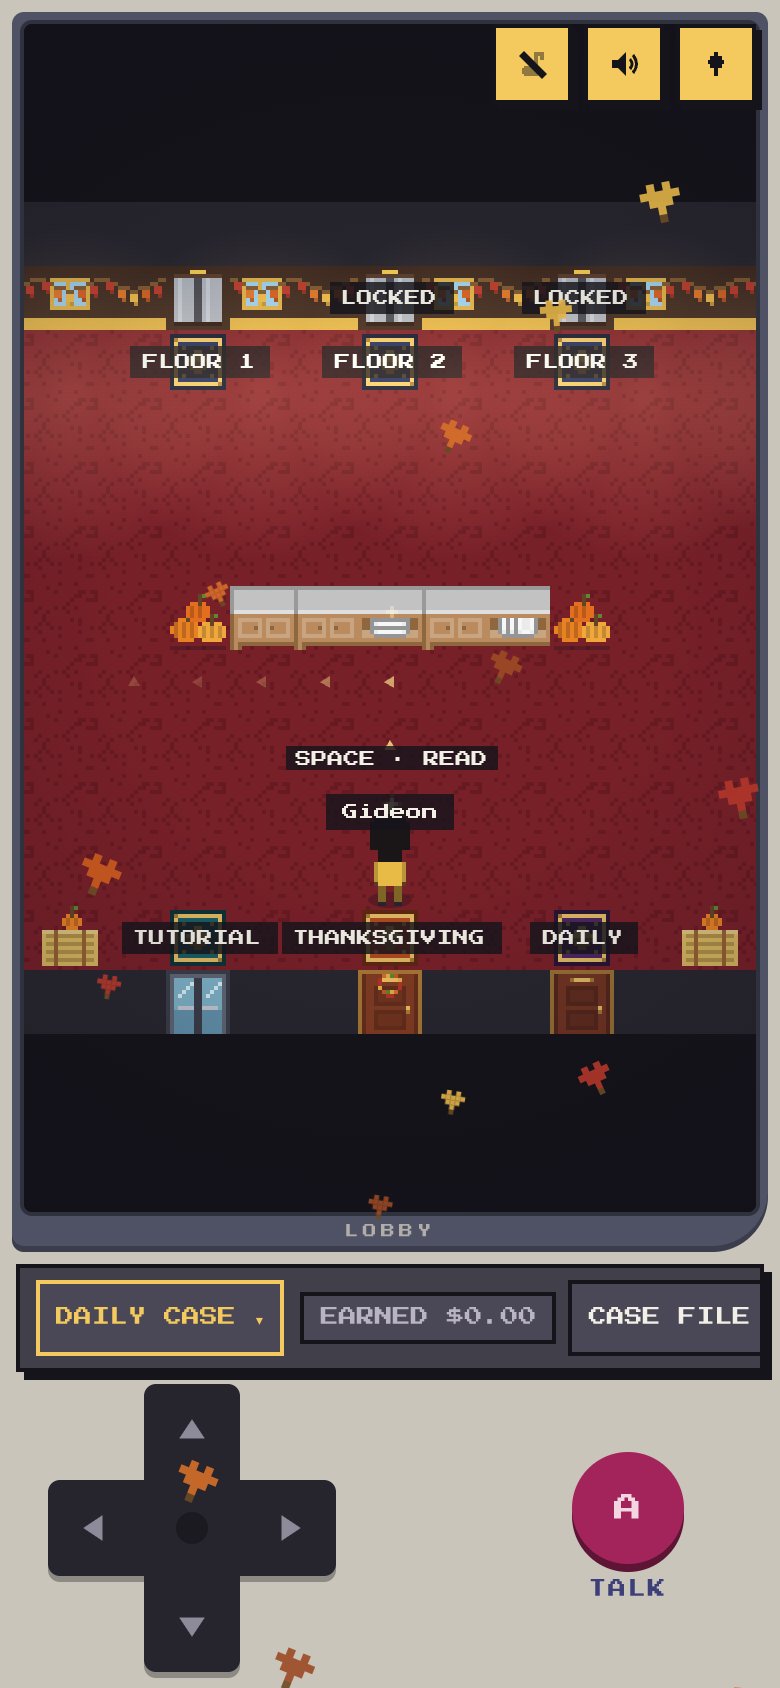 LOCKED LOCKED
FLOOR 1 FLOOR 2 FLOOR 3
SPACE · READ
Gideon
TUTORIAL THANKSGIVING DAILY
LOBBY
DAILY CASE ▾ EARNED $0.00 CASE FILE
A
TALK